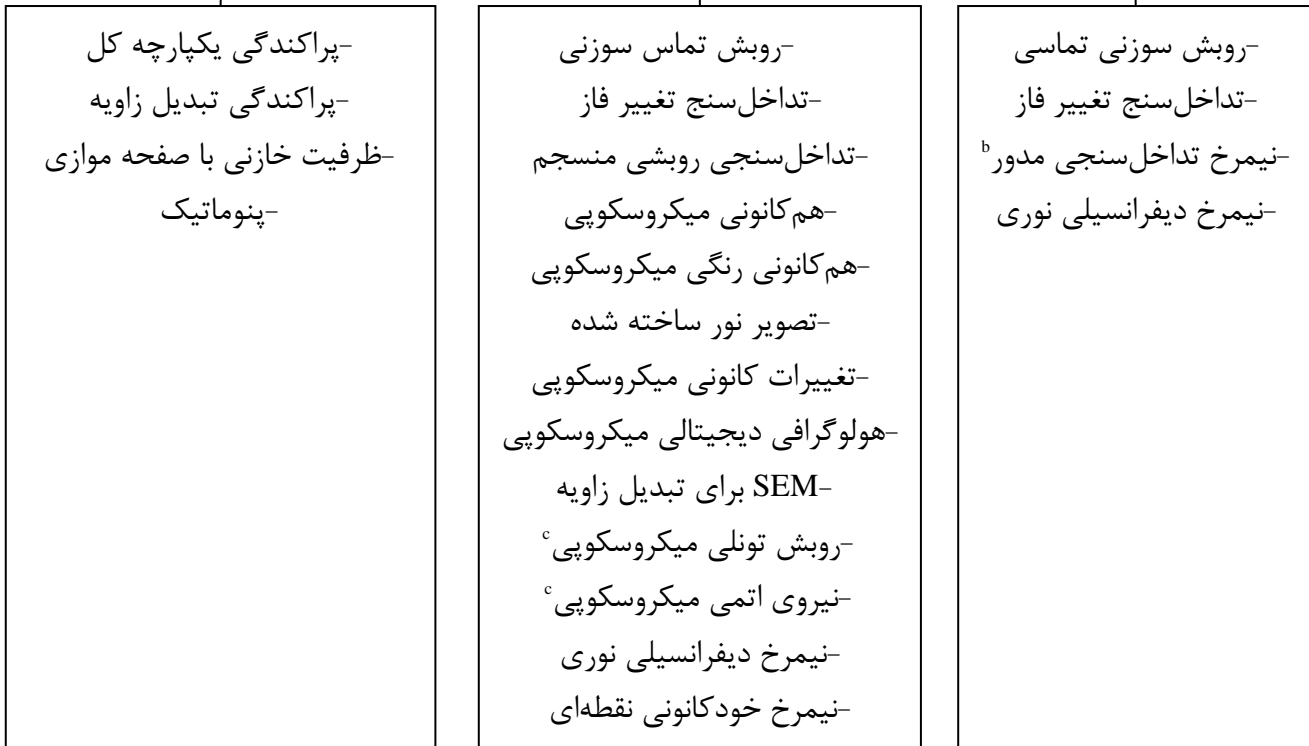 -روبش سوزنی تماسی
-تداخل‌سنج تغییر فاز
-نیمرخ تداخل‌سنجی مدور b
-نیمرخ دیفرانسیلی نوری
-روبش تماس سوزنی
-تداخل‌سنج تغییر فاز
-تداخل‌سنجی روبشی منسجم
-هم‌کانونی میکروسکوپی
-هم‌کانونی رنگی میکروسکوپی
-تصویر نور ساخته شده
-تغییرات کانونی میکروسکوپی
-هولوگرافی دیجیتالی میکروسکوپی
-SEM برای تبدیل زاویه
-روبش تونلی میکروسکوپی c
-نیروی اتمی میکروسکوپی c
-نیمرخ دیفرانسیلی نوری
-نیمرخ خودکانونی نقطه‌ای
-پراکندگی یکپارچه کل
-پراکندگی تبدیل زاویه
-ظرفیت خازنی با صفحه موازی
-پنوماتیک